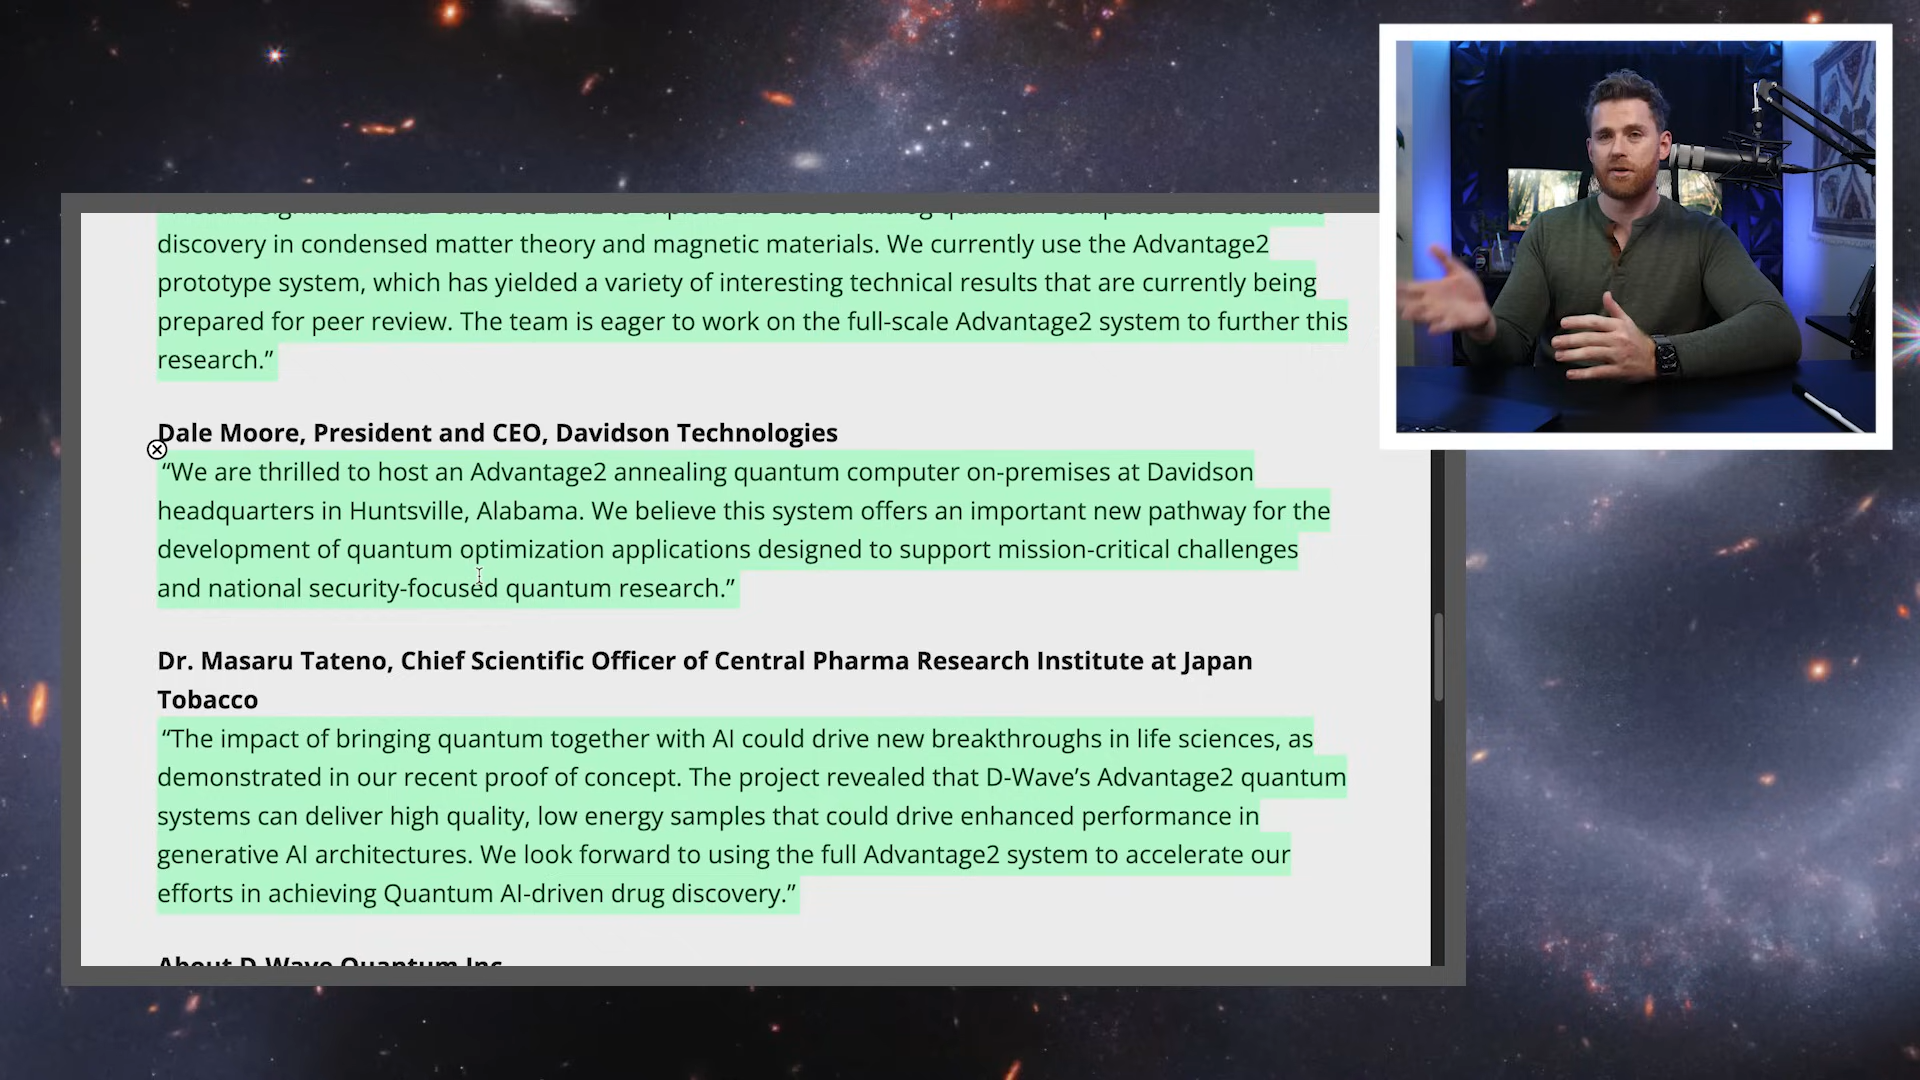 discovery in condensed matter theory and magnetic materials. We currently use the Advantage2
prototype system, which has yielded a variety of interesting technical results that are currently being
prepared for peer review. The team is eager to work on the full-scale Advantage2 system to further this
research.”
Dale Moore, President and CEO, Davidson Technologies
“We are thrilled to host an Advantage2 annealing quantum computer on-premises at Davidson
headquarters in Huntsville, Alabama. We believe this system offers an important new pathway for the
development of quantum optimization applications designed to support mission-critical challenges
and national security-focused quantum research.”
Dr. Masaru Tateno, Chief Scientific Officer of Central Pharma Research Institute at Japan
Tobacco
“The impact of bringing quantum together with AI could drive new breakthroughs in life sciences, as
demonstrated in our recent proof of concept. The project revealed that D-Wave’s Advantage2 quantum
systems can deliver high quality, low energy samples that could drive enhanced performance in
generative AI architectures. We look forward to using the full Advantage2 system to accelerate our
efforts in achieving Quantum AI-driven drug discovery.”
About D-Wave Quantum Inc.